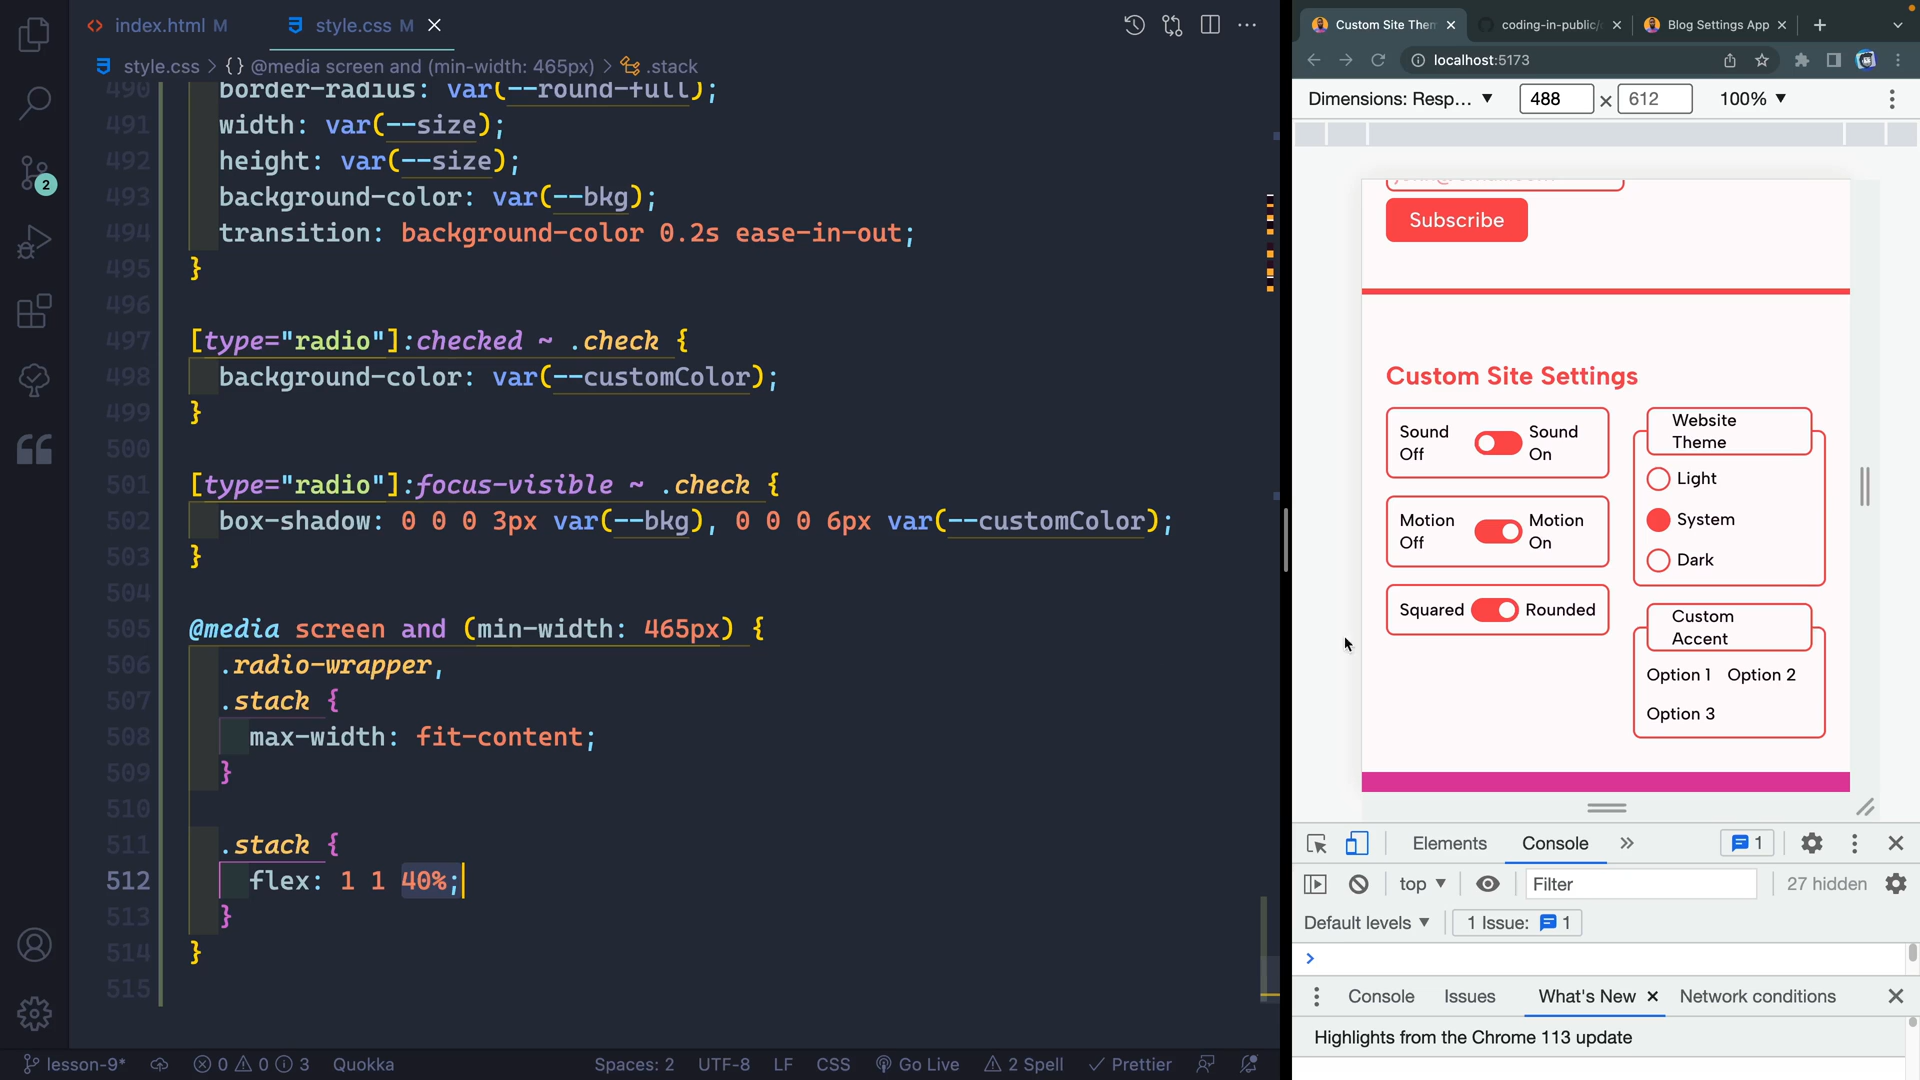 index.html M
style.css M
style.css > {} @media screen and (min-width: 465px) > .stack
490 border-radius: var(--round-full);
491 width: var(--size);
492 height: var(--size);
493 background-color: var(--bkg);
494 transition: background-color 0.2s ease-in-out;
495 }
496
497 [type="radio"]:checked ~ .check {
498 background-color: var(--customColor);
499 }
500
501 [type="radio"]:focus-visible ~ .check {
502 box-shadow: 0 0 0 3px var(--bkg), 0 0 0 6px var(--customColor);
503 }
504
505 @media screen and (min-width: 465px) {
506 .radio-wrapper,
507 .stack {
508 max-width: fit-content;
509 }
510
511 .stack {
512 flex: 1 1 40%;
513 }
514 }
515
2
lesson-9* 0 0 3 Quokka Spaces: 2 UTF-8 LF CSS Go Live 2 Spell Prettier
Custom Site Them
coding-in-public/
Blog Settings App
localhost:5173
Dimensions: Resp... 488 × 612 100%
Subscribe
Custom Site Settings
Sound Off
Sound On
Motion Off
Motion On
Squared
Rounded
Website Theme
Light
System
Dark
Custom Accent
Option 1 Option 2
Option 3
Elements Console » 1
top Filter 27 hidden
Default levels 1 Issue: 1
>
Console Issues What's New Network conditions
Highlights from the Chrome 113 update